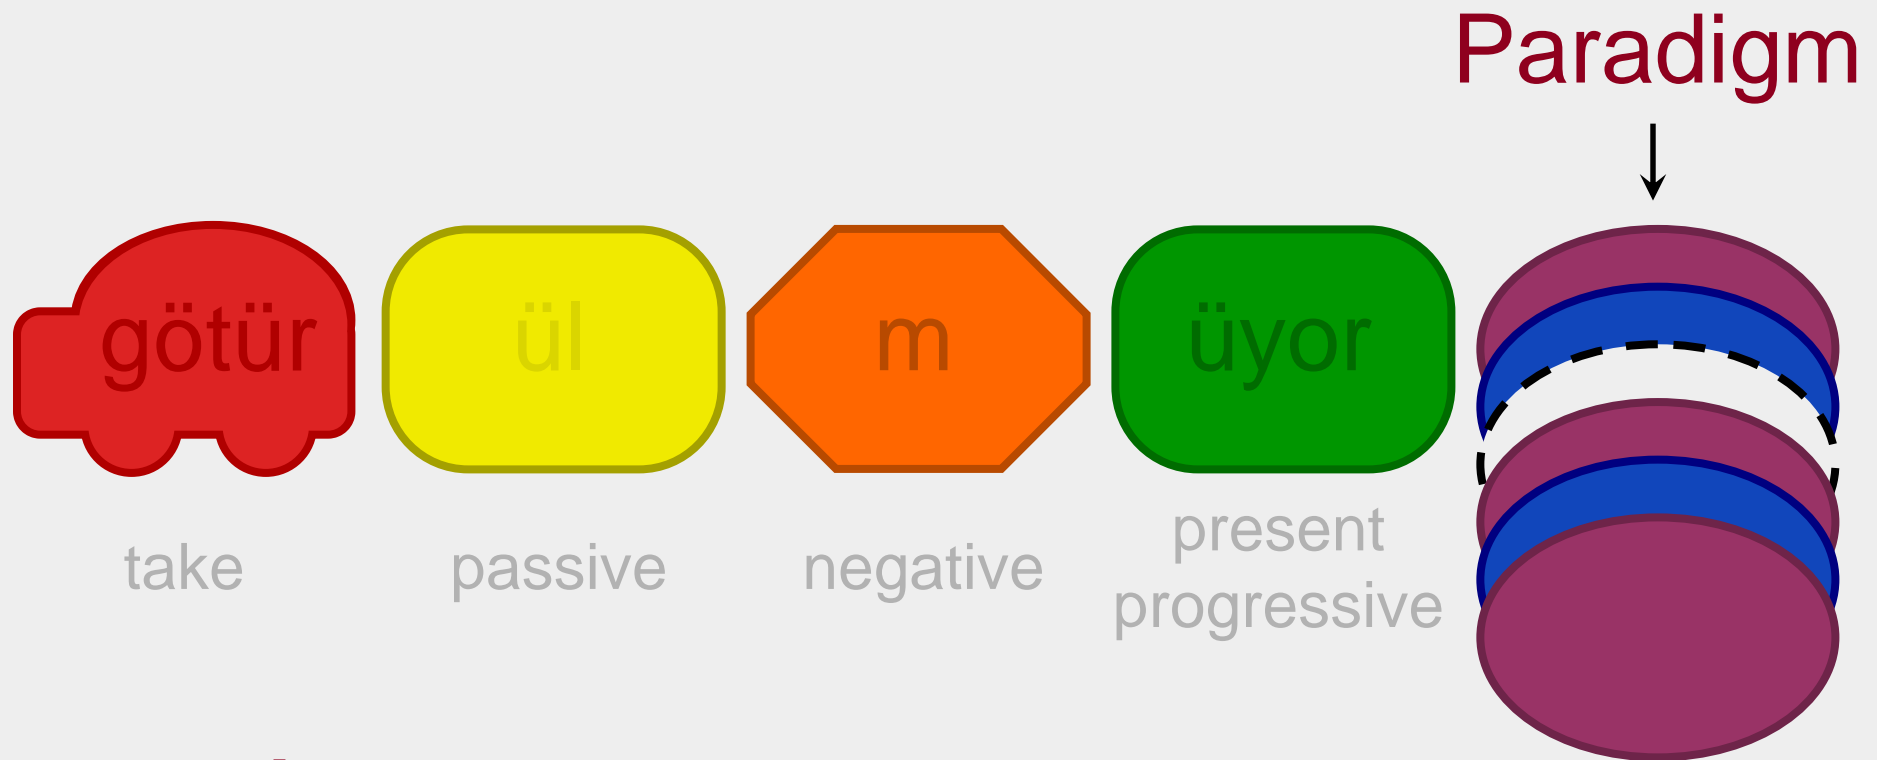 Paradigm
götür ül m üyor
take passive negative present
progressive